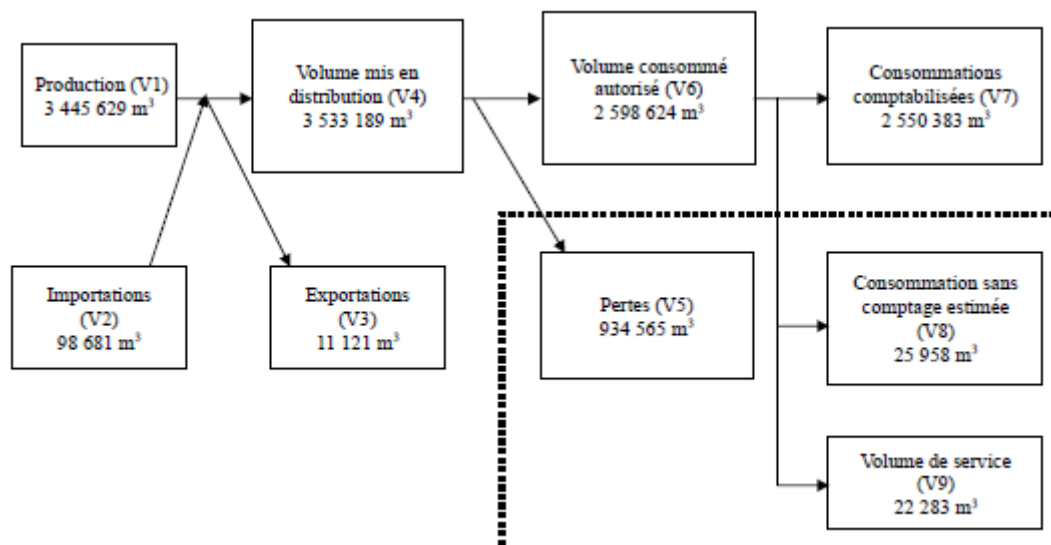 Production (V1)
3 445 629 m³
Volume mis en
distribution (V4)
3 533 189 m³
Volume consommé
autorisé (V6)
2 598 624 m³
Consommations
comptabilisées (V7)
2 550 383 m³
Importations
(V2)
98 681 m³
Exportations
(V3)
11 121 m³
Pertes (V5)
934 565 m³
Consommation sans
comptage estimée
(V8)
25 958 m³
Volume de service
(V9)
22 283 m³